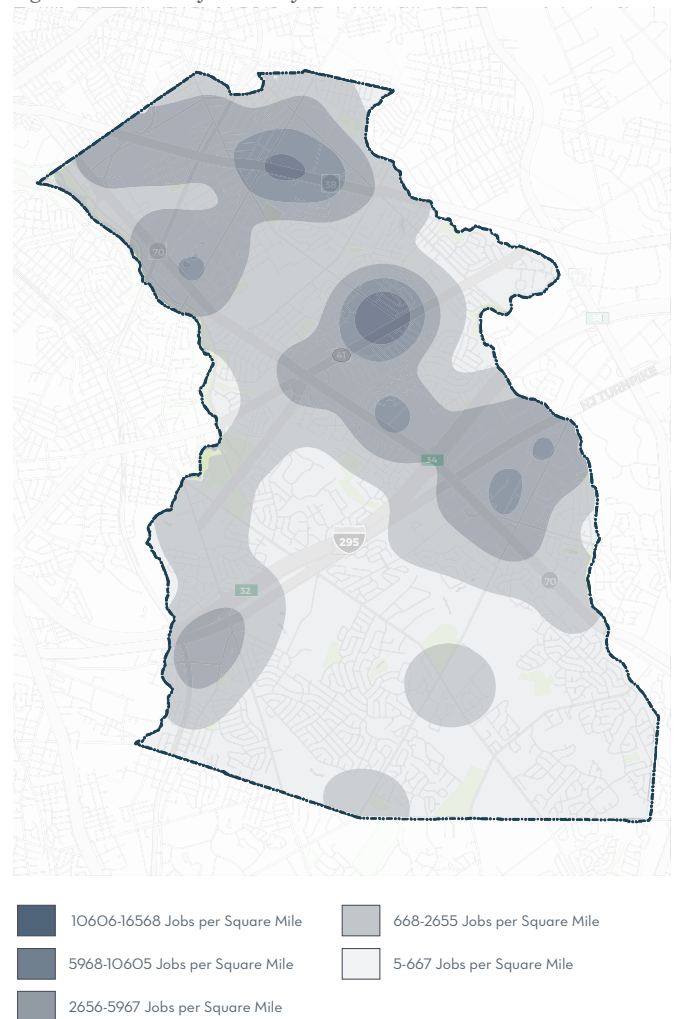 38
70
41
NJ TURNPIKE
34
295
70
32
10606-16568 Jobs per Square Mile
668-2655 Jobs per Square Mile
5968-10605 Jobs per Square Mile
5-667 Jobs per Square Mile
2656-5967 Jobs per Square Mile